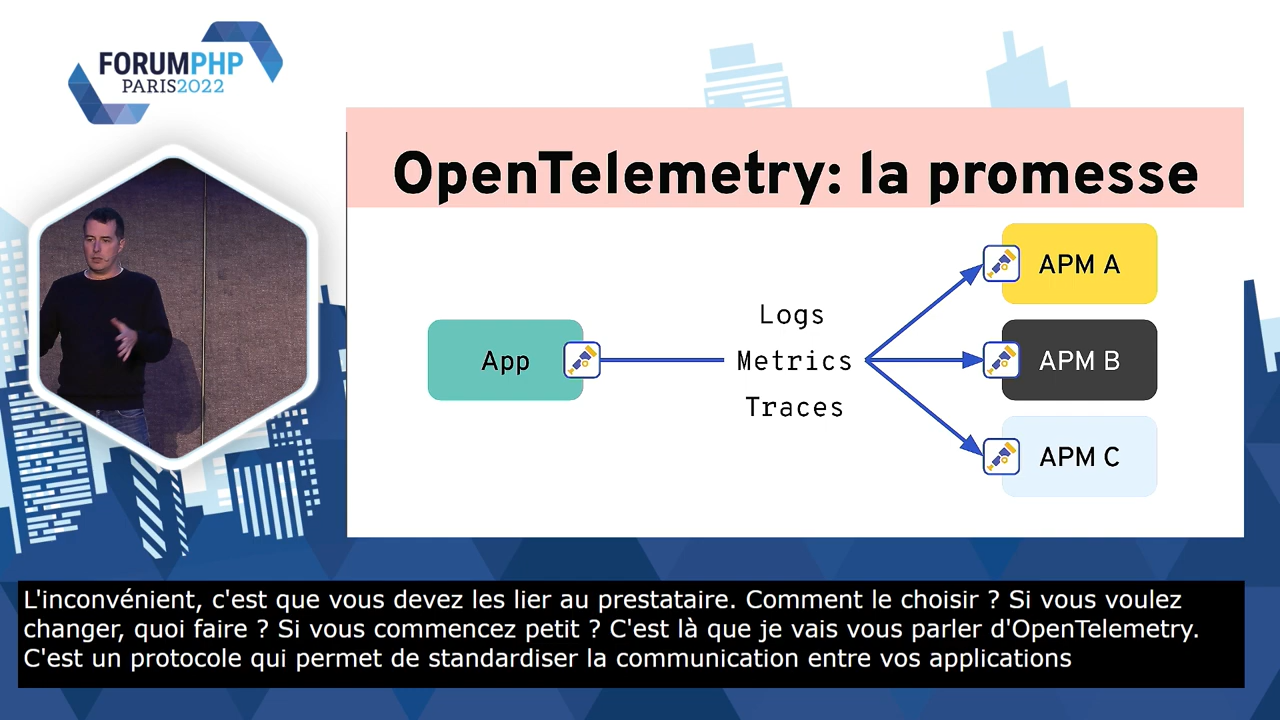 FORUMPHP
PARIS2022
OpenTelemetry: la promesse
App
Logs
Metrics
Traces
APM A
APM B
APM C
L'inconvénient, c'est que vous devez les lier au prestataire. Comment le choisir ? Si vous voulez
changer, quoi faire ? Si vous commencez petit ? C'est là que je vais vous parler d'OpenTelemetry.
C'est un protocole qui permet de standardiser la communication entre vos applications